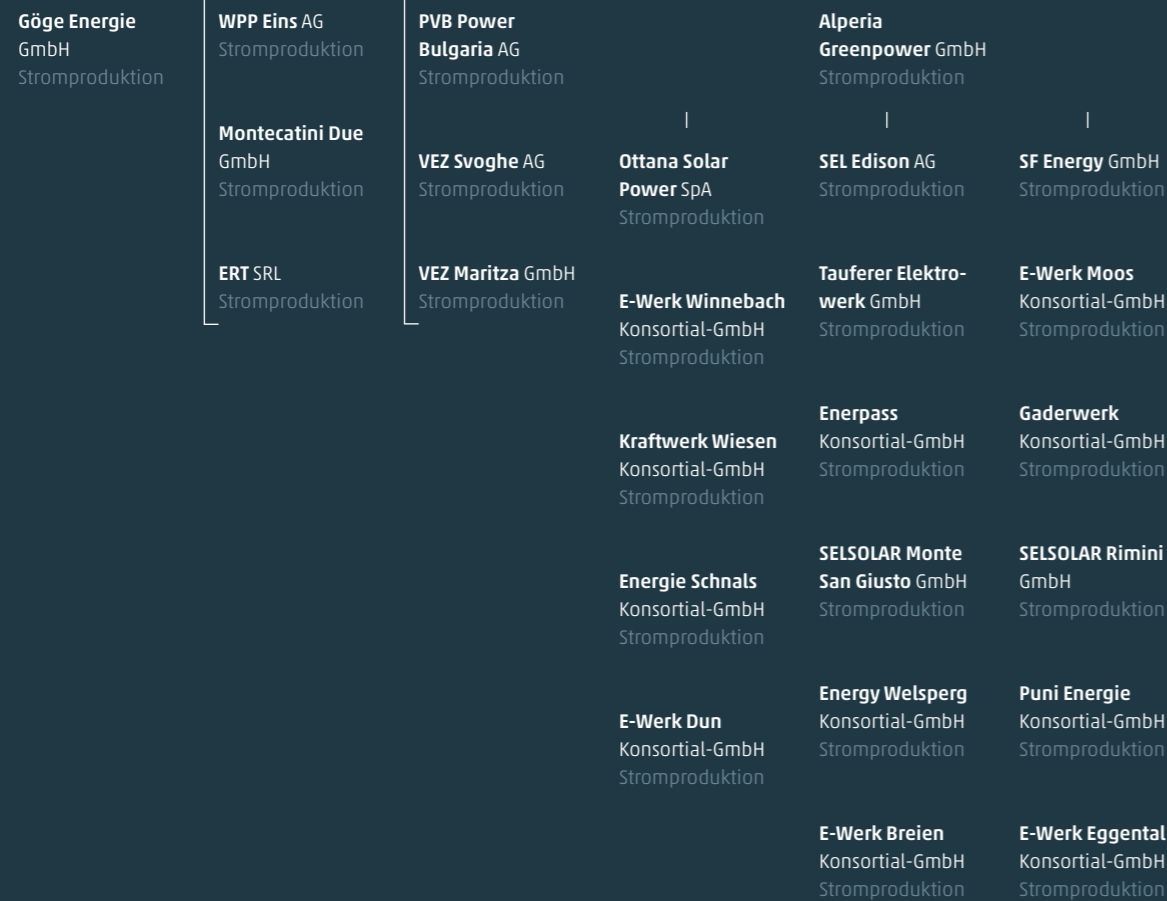 Göge Energie
GmbH
Stromproduktion
WPP Eins AG
Stromproduktion
Montecatini Due
GmbH
Stromproduktion
ERT SRL
Stromproduktion
PVB Power
Bulgaria AG
Stromproduktion
VEZ Svoghe AG
Stromproduktion
VEZ Maritza GmbH
Stromproduktion
Alperia
Greenpower GmbH
Stromproduktion
Ottana Solar
Power SpA
Stromproduktion
E-Werk Winnebach
Konsortial-GmbH
Stromproduktion
Kraftwerk Wiesen
Konsortial-GmbH
Stromproduktion
Energie Schnals
Konsortial-GmbH
Stromproduktion
E-Werk Dun
Konsortial-GmbH
Stromproduktion
SEL Edison AG
Stromproduktion
Tauferer Elektro-
werk GmbH
Stromproduktion
Enerpass
Konsortial-GmbH
Stromproduktion
SELSOLAR Monte
San Giusto GmbH
Stromproduktion
Energy Welsperg
Konsortial-GmbH
Stromproduktion
E-Werk Breien
Konsortial-GmbH
Stromproduktion
SF Energy GmbH
Stromproduktion
E-Werk Moos
Konsortial-GmbH
Stromproduktion
Gaderwerk
Konsortial-GmbH
Stromproduktion
SELSOLAR Rimini
GmbH
Stromproduktion
Puni Energie
Konsortial-GmbH
Stromproduktion
E-Werk Eggental
Konsortial-GmbH
Stromproduktion